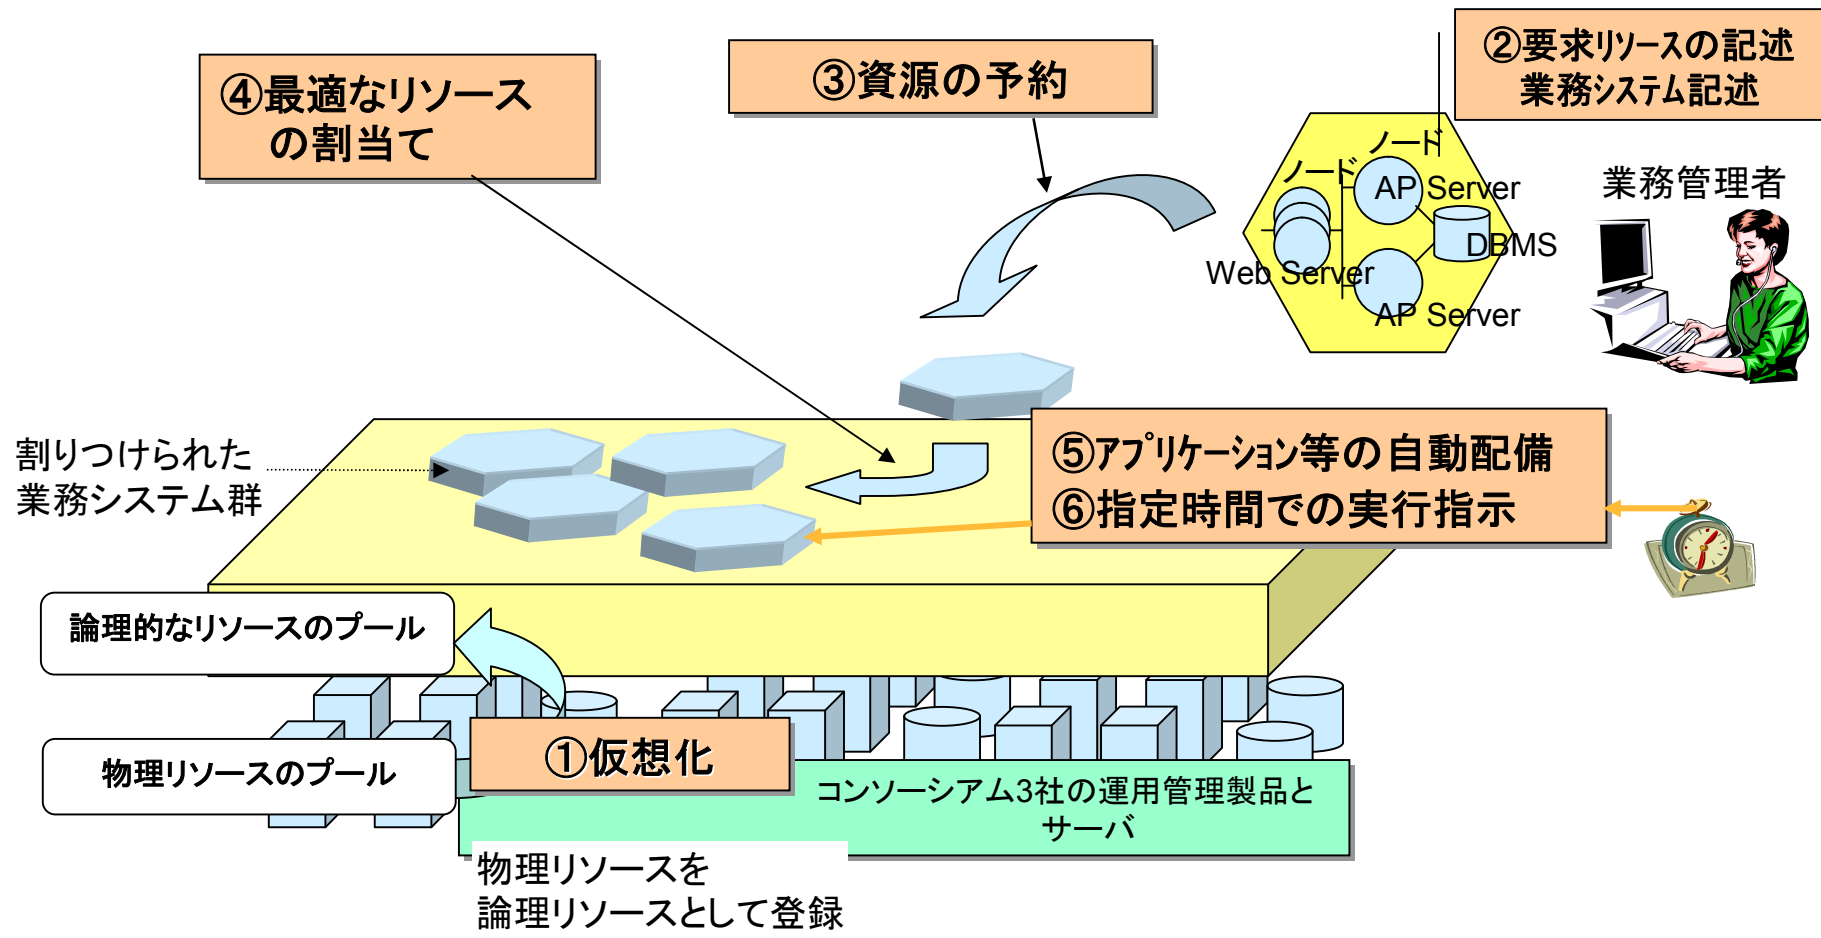 ④最適なリソース
の割当て
③資源の予約
②要求リソースの記述
業務システム記述
ノード
ノード
AP Server
DBMS
Web Server
AP Server
業務管理者
割りつけられた
業務システム群
⑤アプリケーション等の自動配備
⑥指定時間での実行指示
論理的なリソースのプール
物理リソースのプール
①仮想化
コンソーシアム3社の運用管理製品と
サーバ
物理リソースを
論理リソースとして登録